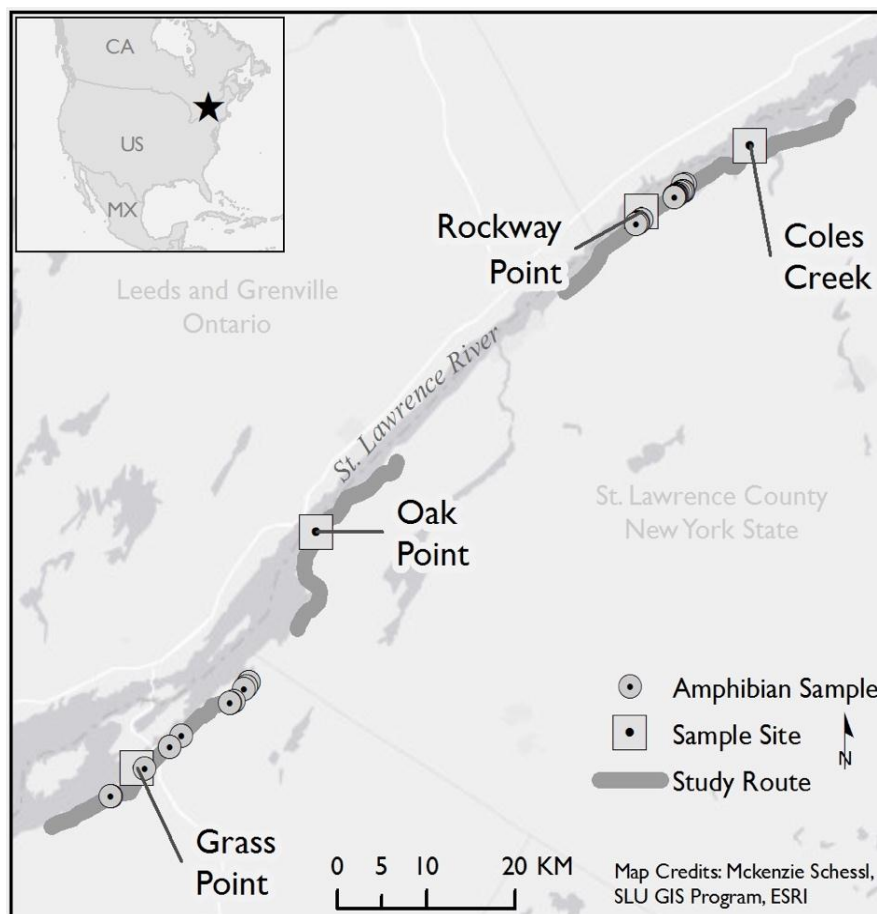 CA
US
MX
Rockway
Point
Coles
Creek
Leeds and Grenville
Ontario
St. Lawrence River
Oak
Point
St. Lawrence County
New York State
Amphibian Sample
Sample Site
Study Route
N
Grass
Point
0 5 10 20 KM
Map Credits: Mckenzie Schessl,
SLU GIS Program, ESRI